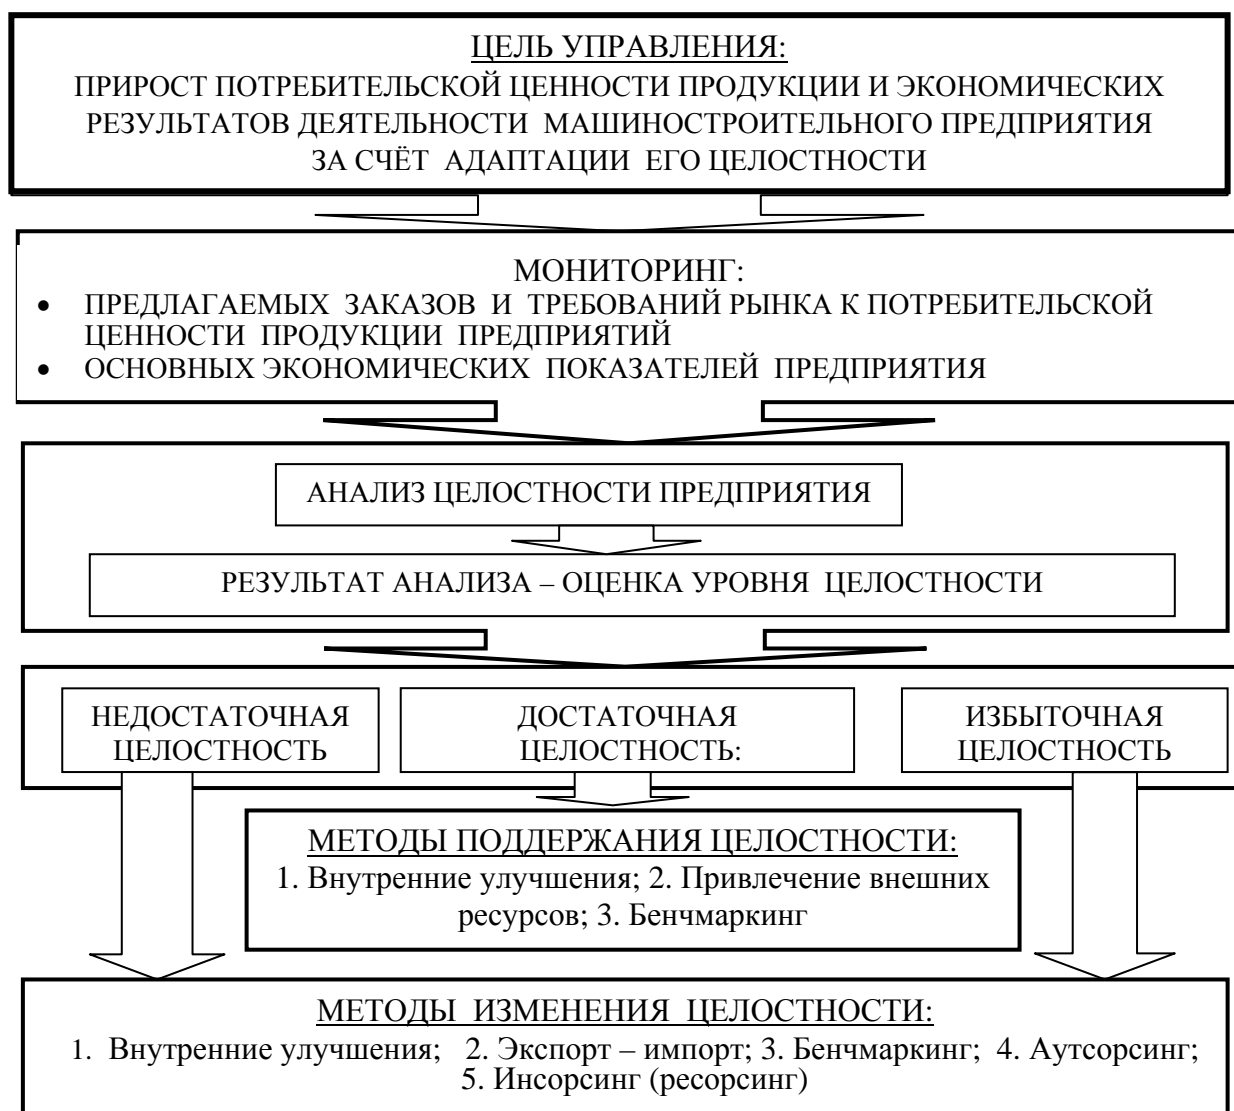 ЦЕЛЬ УПРАВЛЕНИЯ:
ПРИРОСТ ПОТРЕБИТЕЛЬСКОЙ ЦЕННОСТИ ПРОДУКЦИИ И ЭКОНОМИЧЕСКИХ
РЕЗУЛЬТАТОВ ДЕЯТЕЛЬНОСТИ МАШИНОСТРОИТЕЛЬНОГО ПРЕДПРИЯТИЯ
ЗА СЧЁТ АДАПТАЦИИ ЕГО ЦЕЛОСТНОСТИ
МОНИТОРИНГ:
• ПРЕДЛАГАЕМЫХ ЗАКАЗОВ И ТРЕБОВАНИЙ РЫНКА К ПОТРЕБИТЕЛЬСКОЙ
ЦЕННОСТИ ПРОДУКЦИИ ПРЕДПРИЯТИЙ
• ОСНОВНЫХ ЭКОНОМИЧЕСКИХ ПОКАЗАТЕЛЕЙ ПРЕДПРИЯТИЯ
АНАЛИЗ ЦЕЛОСТНОСТИ ПРЕДПРИЯТИЯ
РЕЗУЛЬТАТ АНАЛИЗА – ОЦЕНКА УРОВНЯ ЦЕЛОСТНОСТИ
НЕДОСТАТОЧНАЯ
ЦЕЛОСТНОСТЬ
ДОСТАТОЧНАЯ
ЦЕЛОСТНОСТЬ:
ИЗБЫТОЧНАЯ
ЦЕЛОСТНОСТЬ
МЕТОДЫ ПОДДЕРЖАНИЯ ЦЕЛОСТНОСТИ:
1. Внутренние улучшения; 2. Привлечение внешних
ресурсов; 3. Бенчмаркинг
МЕТОДЫ ИЗМЕНЕНИЯ ЦЕЛОСТНОСТИ:
1. Внутренние улучшения; 2. Экспорт – импорт; 3. Бенчмаркинг; 4. Аутсорсинг;
5. Инсорсинг (ресорсинг)